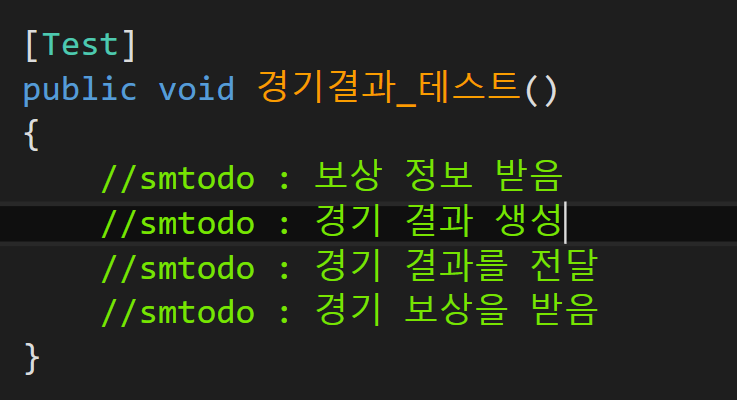 [Test]
public void 경기결과_테스트()
{
    //smtodo : 보상 정보 받음
    //smtodo : 경기 결과 생성
    //smtodo : 경기 결과를 전달
    //smtodo : 경기 보상을 받음
}